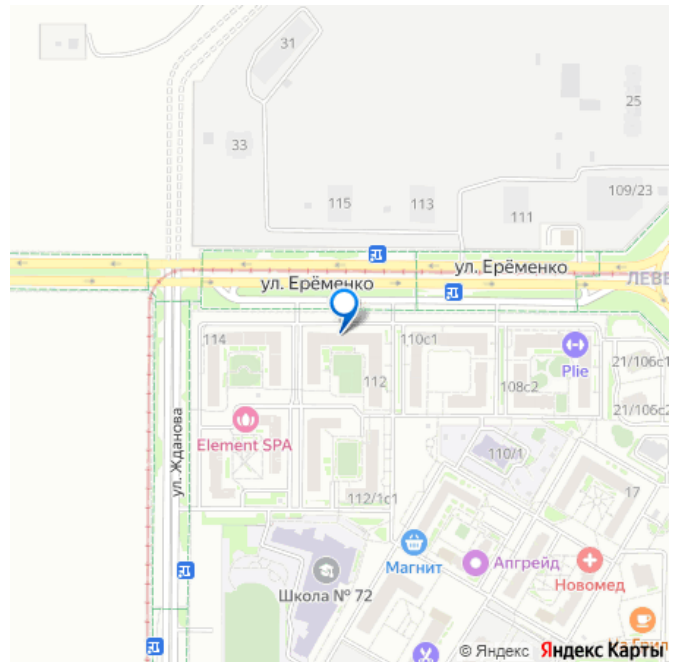 31
25
33
109/23
115
113
111
ул. Ерёменко
ул. Ерёменко
ЛЕВЕ
114
110с1
Plie
21/106с1
112
108с2
21/106с2
ул. Жданова
Element SPA
110/1
17
112/1с1
Магнит
Апгрейд
Новомед
Школа № 72
© Яндекс Яндекс Карты